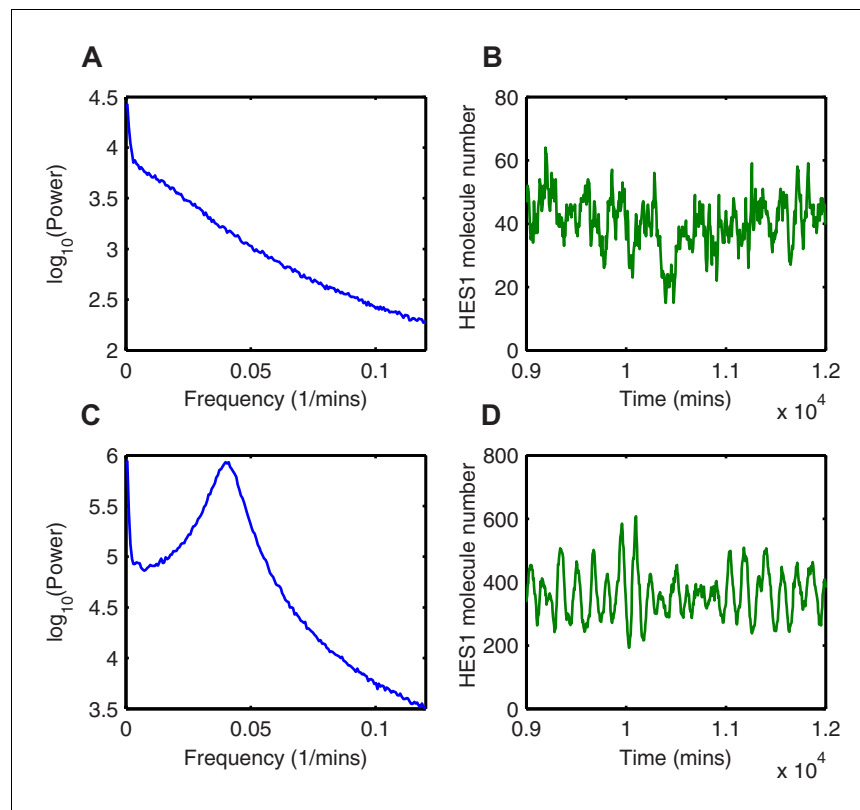 A
4.5
4
3.5
3
2.5
2
log10(Power)
0
0.05
0.1
Frequency (1/mins)
B
80
60
40
20
0
HES1 molecule number
0.9
1
1.1
1.2
Time (mins)
x 10^4
C
6
5.5
5
4.5
4
3.5
log10(Power)
0
0.05
0.1
Frequency (1/mins)
D
800
600
400
200
0
HES1 molecule number
0.9
1
1.1
1.2
Time (mins)
x 10^4